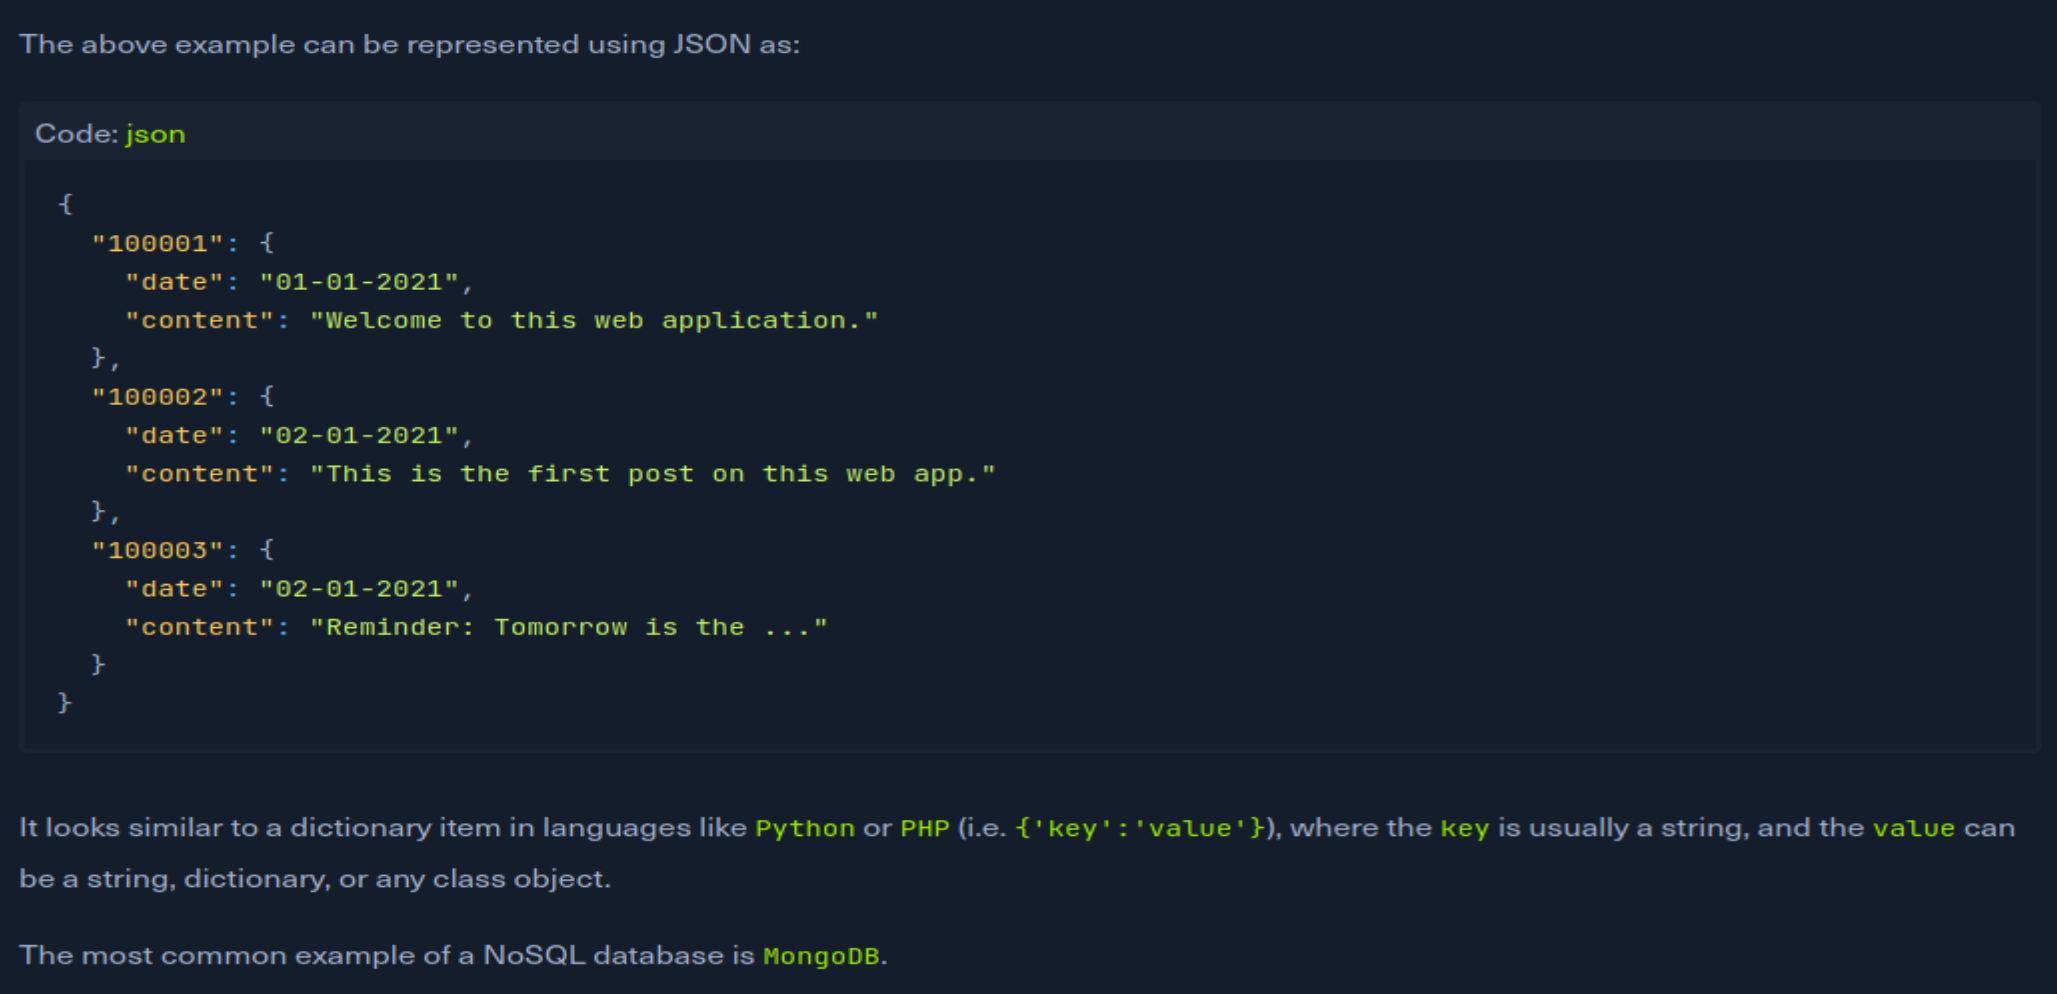 The above example can be represented using JSON as:
Code: json
{
  "100001": {
    "date": "01-01-2021",
    "content": "Welcome to this web application."
  },
  "100002": {
    "date": "02-01-2021",
    "content": "This is the first post on this web app."
  },
  "100003": {
    "date": "02-01-2021",
    "content": "Reminder: Tomorrow is the ..."
  }
}
It looks similar to a dictionary item in languages like Python or PHP (i.e. {'key':'value'}), where the key is usually a string, and the value can
be a string, dictionary, or any class object.
The most common example of a NoSQL database is MongoDB.